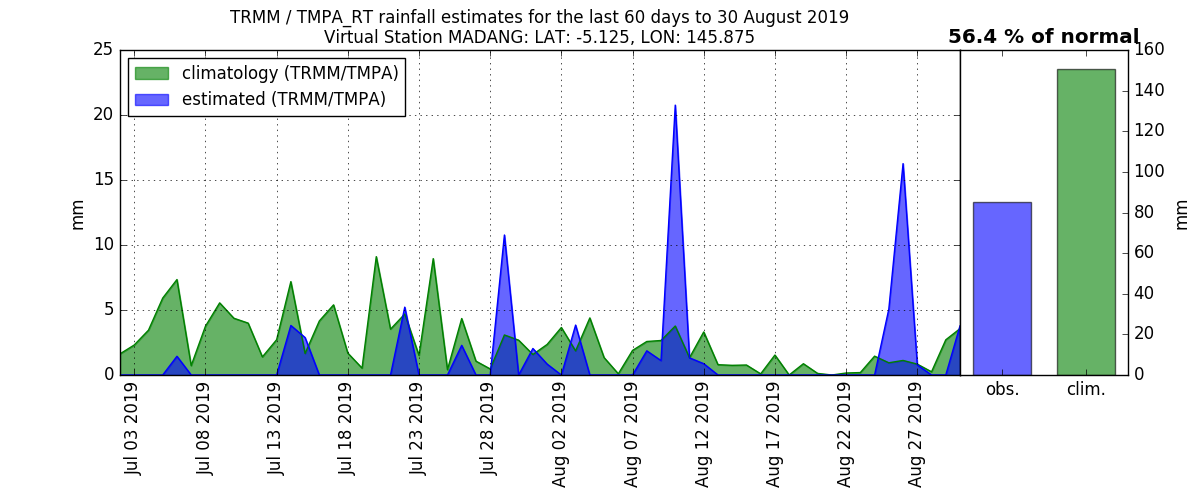 TRMM / TMPA_RT rainfall estimates for the last 60 days to 30 August 2019
Virtual Station MADANG: LAT: -5.125, LON: 145.875
56.4 % of normal
climatology (TRMM/TMPA)
estimated (TRMM/TMPA)
25
20
15
10
5
0
mm
160
140
120
100
80
60
40
20
0
mm
Jul 03 2019
Jul 08 2019
Jul 13 2019
Jul 18 2019
Jul 23 2019
Jul 28 2019
Aug 02 2019
Aug 07 2019
Aug 12 2019
Aug 17 2019
Aug 22 2019
Aug 27 2019
obs.
clim.